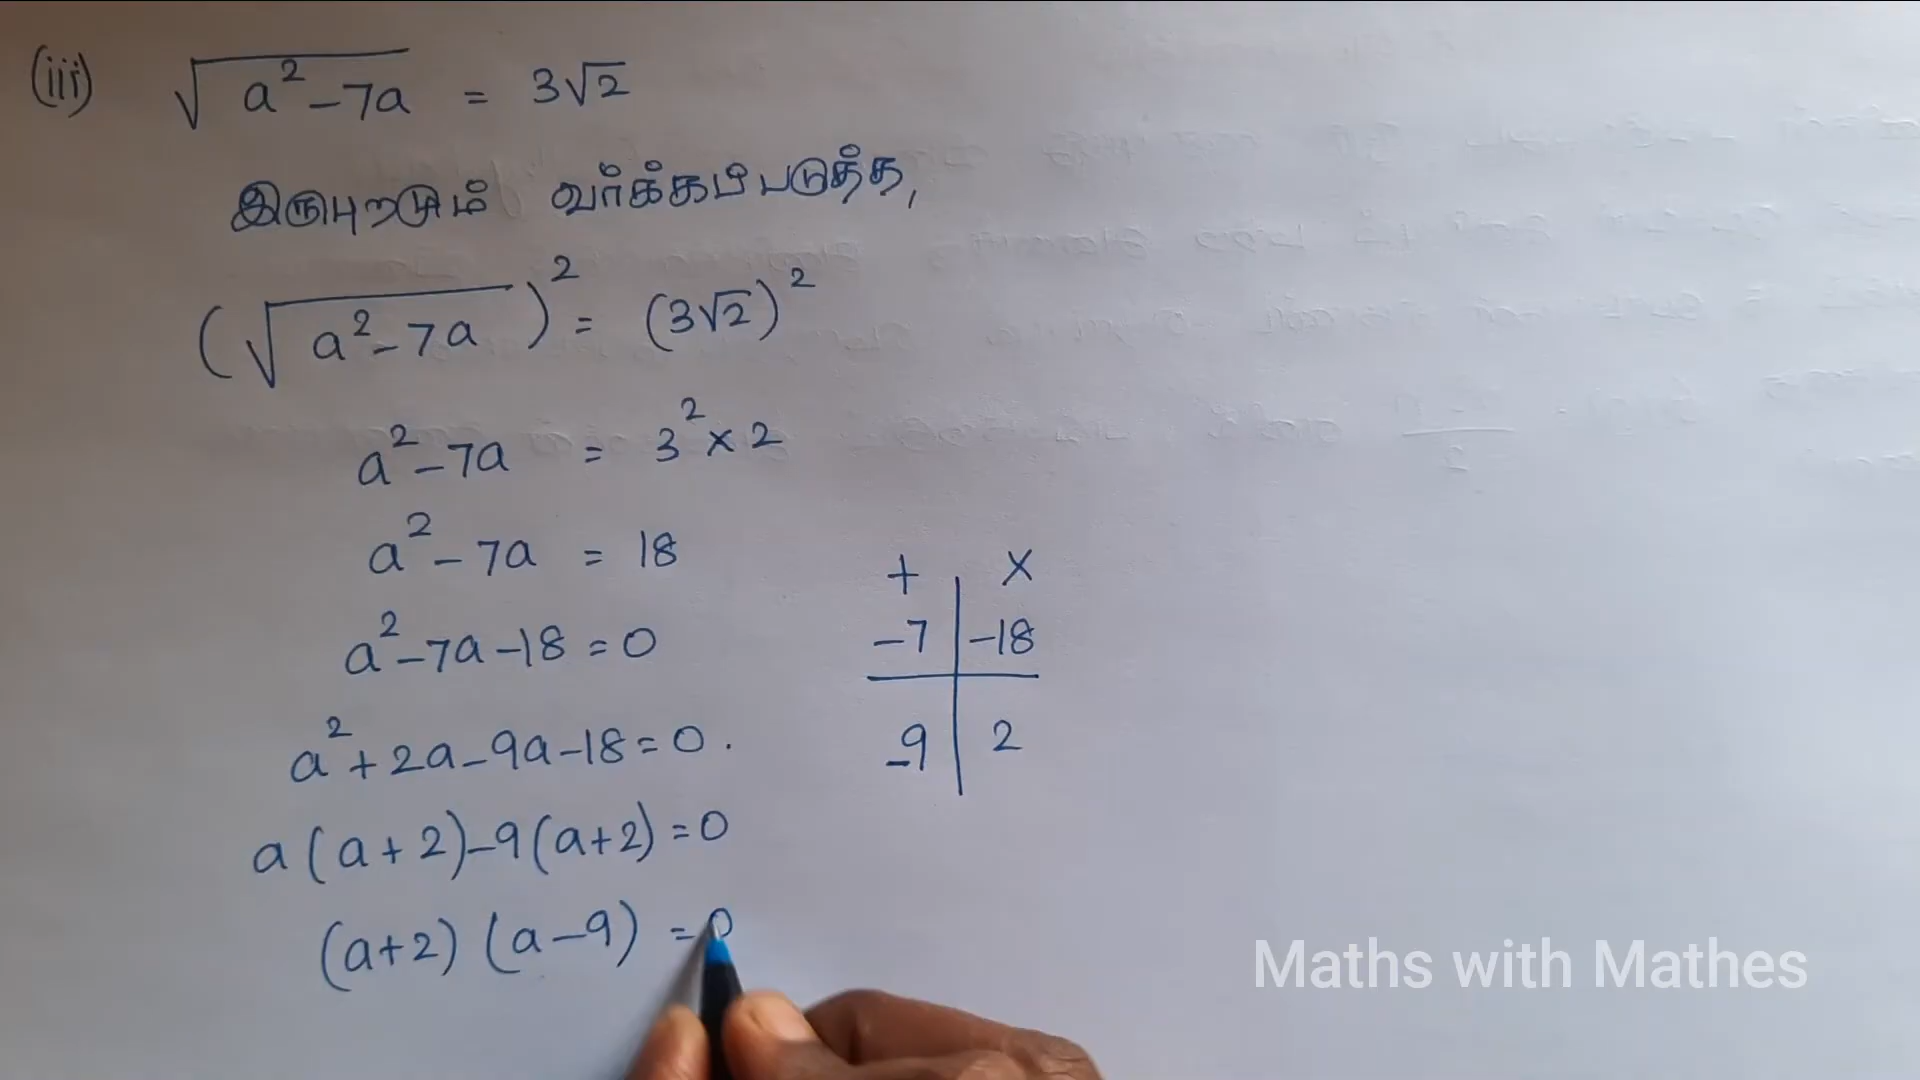 (iii) √(a²-7a) = 3√2
இருபுறமும் வர்க்கப்படுத்த,
(√(a²-7a))² = (3√2)²
a²-7a = 3²×2
a²-7a = 18
a²-7a-18=0
a²+2a-9a-18=0.
a(a+2)-9(a+2)=0
(a+2)(a-9)=0
+ ×
-7 -18
-9 2
Maths with Mathes